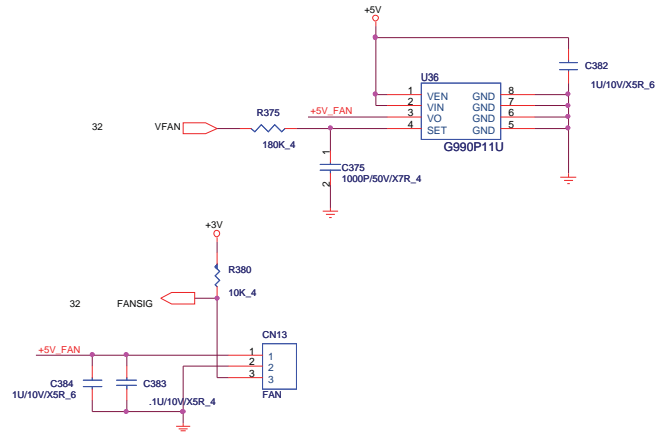 +5V
C382
1U/10V/X5R_6
U36
1 VEN GND 8
2 VIN GND 7
3 VO GND 6
4 SET GND 5
G990P11U
+5V_FAN
32 VFAN
R375
180K_4
1
C375
1000P/50V/X7R_4
2
+3V
R380
10K_4
32 FANSIG
CN13
+5V_FAN
1 1
2 2
3 3
FAN
C384
1U/10V/X5R_6
C383
.1U/10V/X5R_4